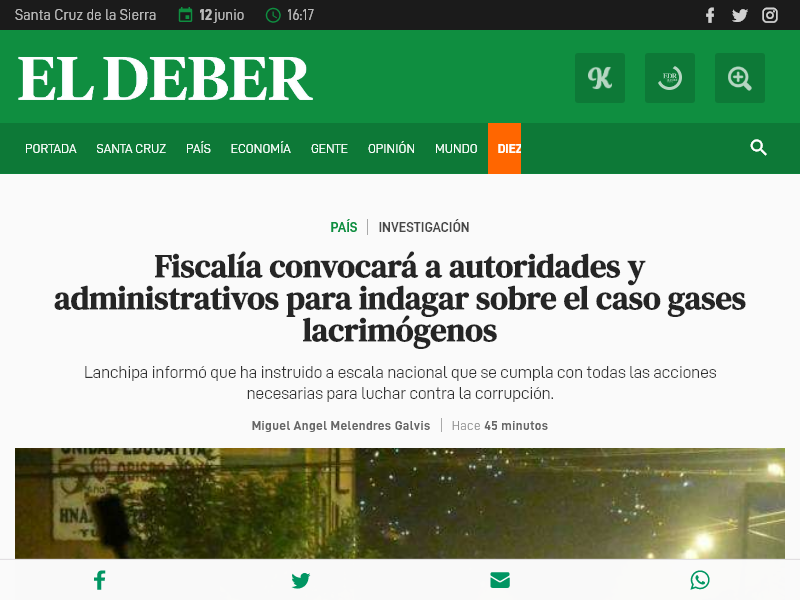 Santa Cruz de la Sierra 12 junio 16:17
EL DEBER
FDR
PORTADA SANTA CRUZ PAÍS ECONOMÍA GENTE OPINIÓN MUNDO DIEZ
PAÍS INVESTIGACIÓN
Fiscalía convocará a autoridades y
administrativos para indagar sobre el caso gases
lacrimógenos
Lanchipa informó que ha instruido a escala nacional que se cumpla con todas las acciones
necesarias para luchar contra la corrupción.
Miguel Angel Melendres Galvis Hace 45 minutos
UNIDAD EDUCATIVA
OBISPO
HNA.